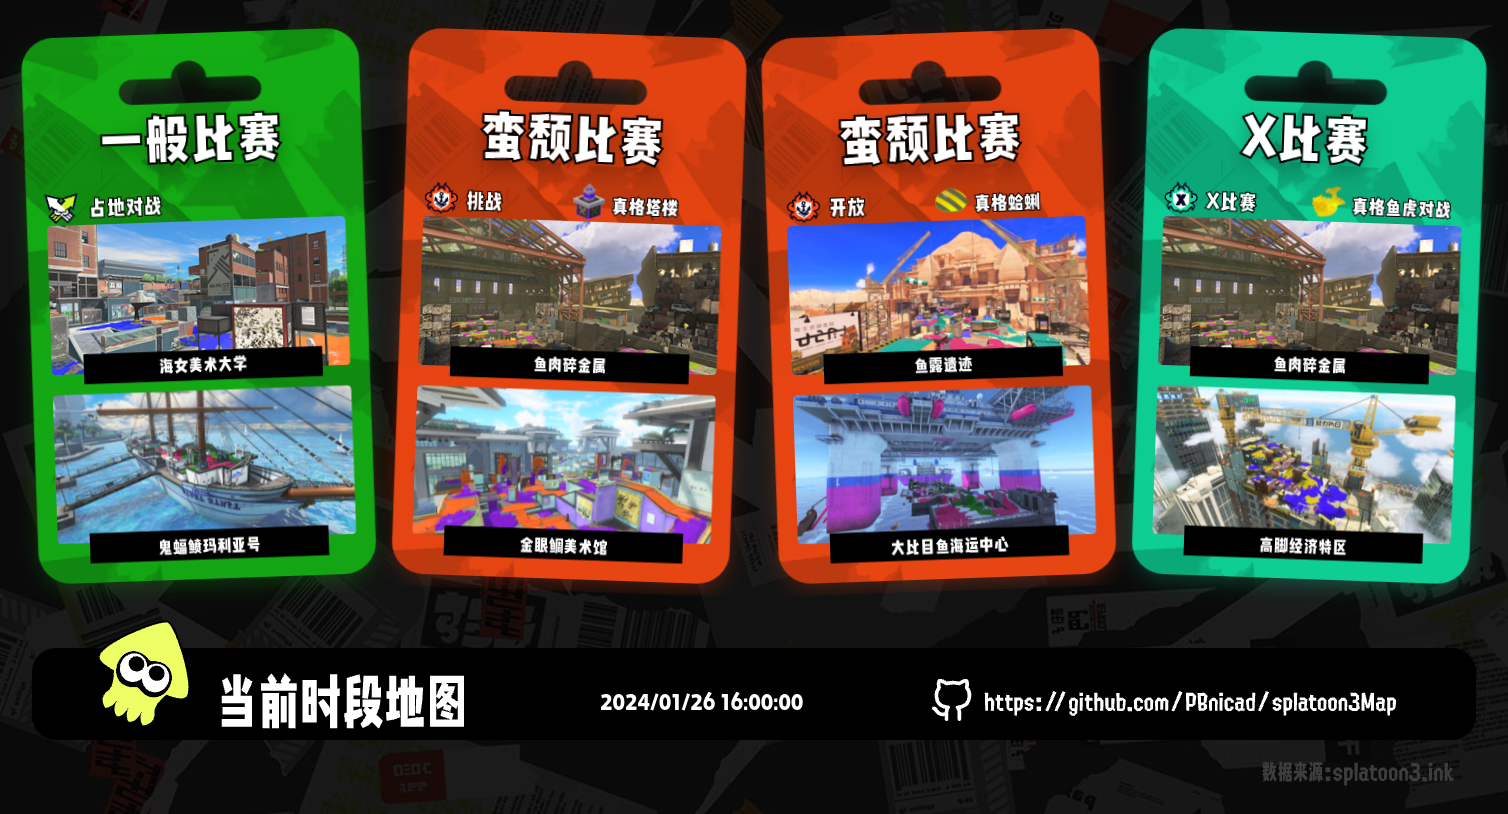 一般比赛
占地对战
海女美术大学
鬼蝠鲼玛利亚号
蛮颓比赛
挑战
真格塔楼
鱼肉碎金属
金眼鲷美术馆
蛮颓比赛
开放
真格蛤蜊
鱼露遗迹
大比目鱼海运中心
X比赛
X比赛
真格鱼虎对战
鱼肉碎金属
高脚经济特区
当前时段地图
2024/01/26 16:00:00
https://github.com/PBnicad/splatoon3Map
数据来源:splatoon3.ink